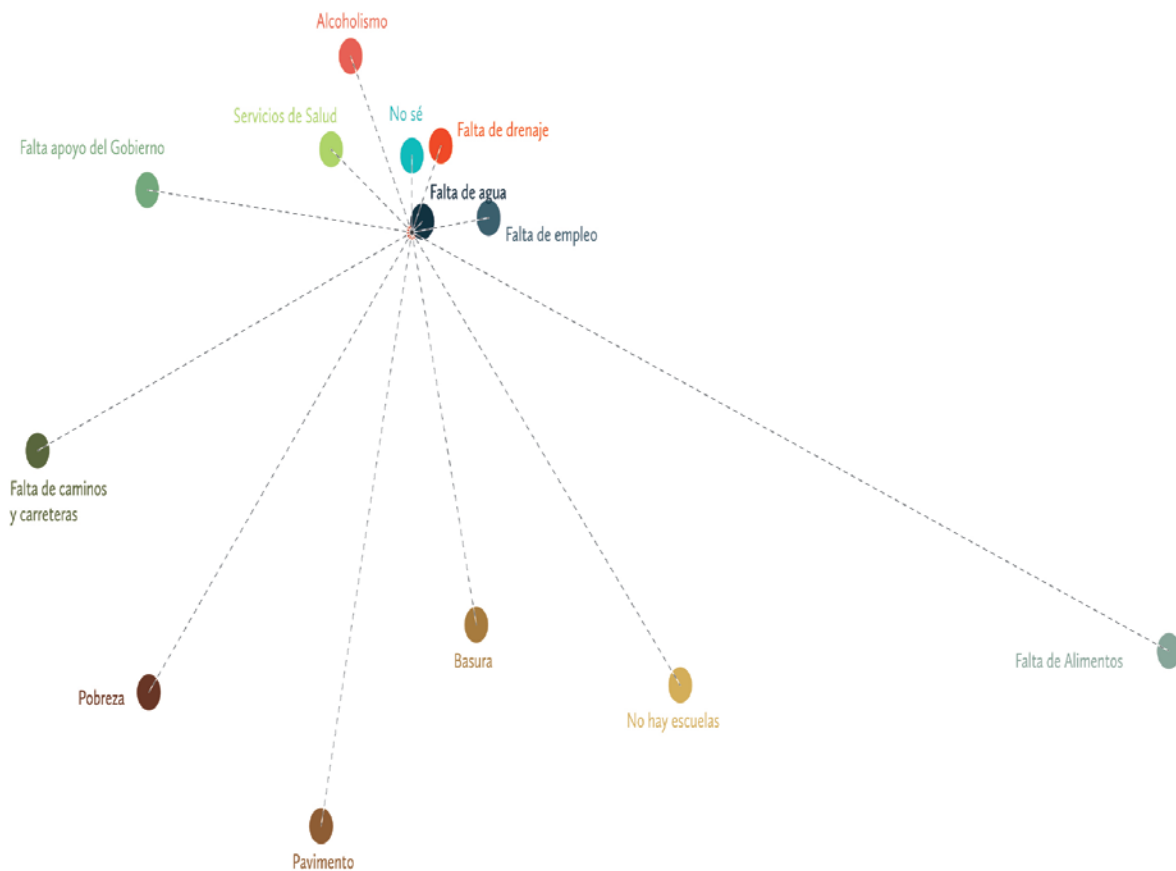 Alcoholismo
Servicios de Salud
No sé
Falta de drenaje
Falta apoyo del Gobierno
Falta de agua
Falta de empleo
Falta de caminos
y carreteras
Basura
Falta de Alimentos
Pobreza
No hay escuelas
Pavimento